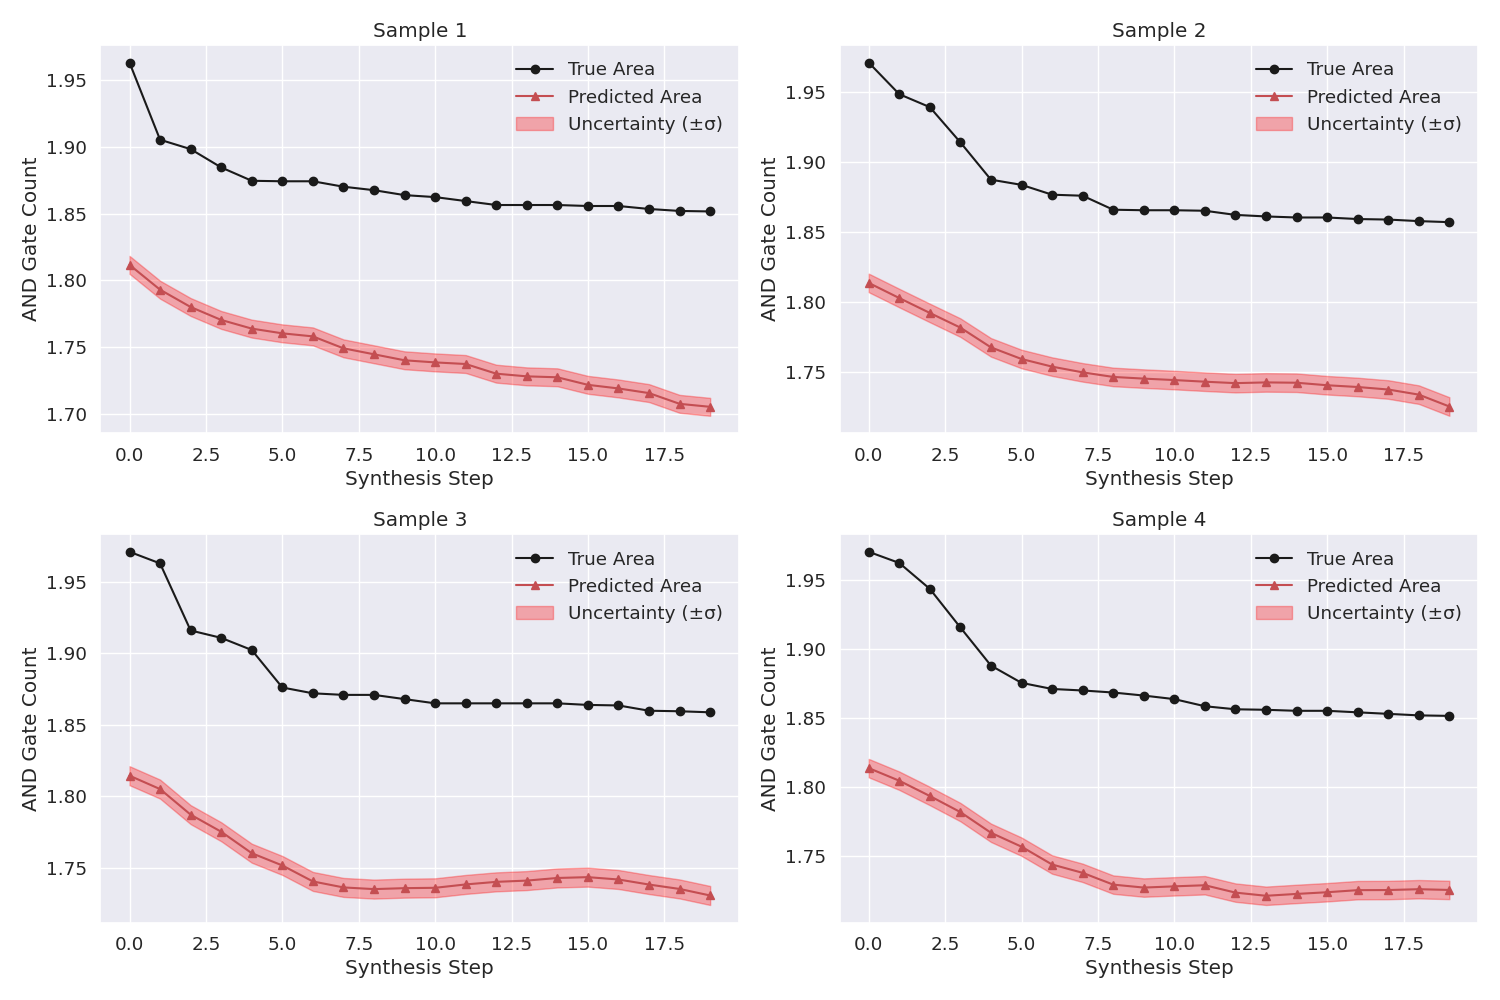 Sample 1
AND Gate Count
1.95
1.90
1.85
1.80
1.75
1.70
True Area
Predicted Area
Uncertainty (±σ)
0.0 2.5 5.0 7.5 10.0 12.5 15.0 17.5
Synthesis Step
Sample 2
AND Gate Count
1.95
1.90
1.85
1.80
1.75
True Area
Predicted Area
Uncertainty (±σ)
0.0 2.5 5.0 7.5 10.0 12.5 15.0 17.5
Synthesis Step
Sample 3
AND Gate Count
1.95
1.90
1.85
1.80
1.75
True Area
Predicted Area
Uncertainty (±σ)
0.0 2.5 5.0 7.5 10.0 12.5 15.0 17.5
Synthesis Step
Sample 4
AND Gate Count
1.95
1.90
1.85
1.80
1.75
True Area
Predicted Area
Uncertainty (±σ)
0.0 2.5 5.0 7.5 10.0 12.5 15.0 17.5
Synthesis Step